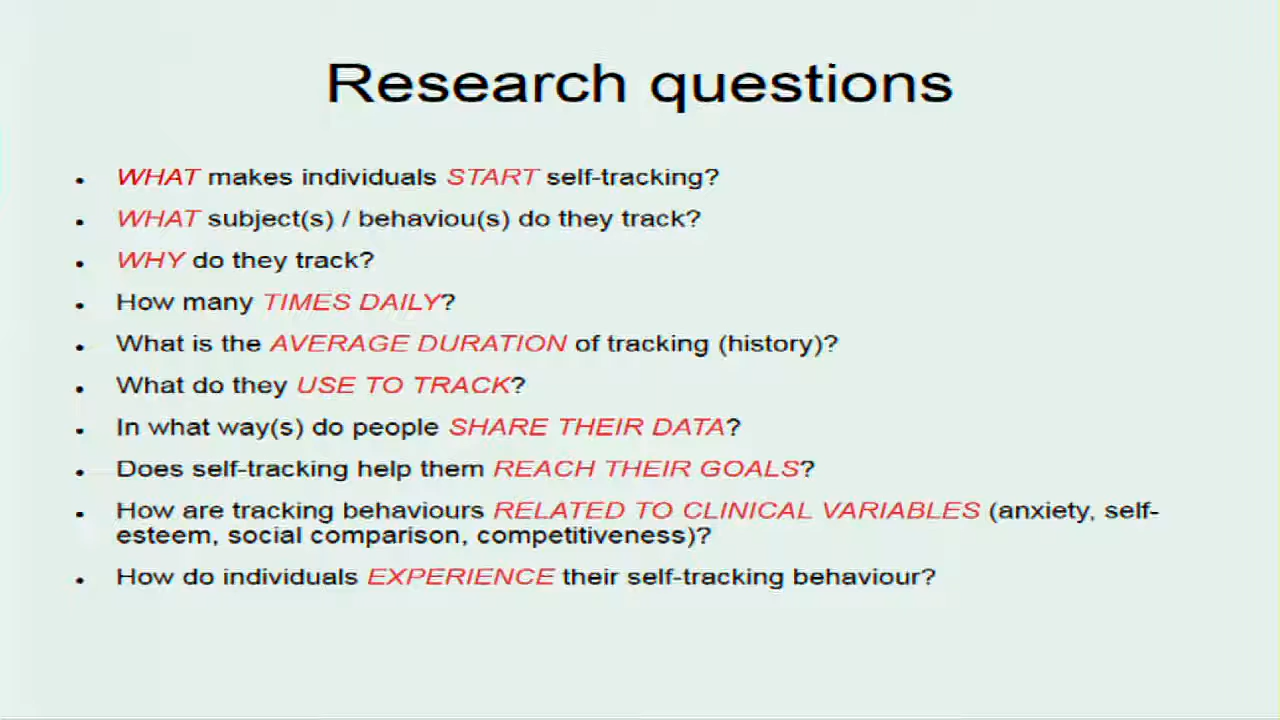 Research questions
WHAT makes individuals START self-tracking?
WHAT subject(s) / behaviou(s) do they track?
WHY do they track?
How many TIMES DAILY?
What is the AVERAGE DURATION of tracking (history)?
What do they USE TO TRACK?
In what way(s) do people SHARE THEIR DATA?
Does self-tracking help them REACH THEIR GOALS?
How are tracking behaviours RELATED TO CLINICAL VARIABLES (anxiety, self-
esteem, social comparison, competitiveness)?
How do individuals EXPERIENCE their self-tracking behaviour?